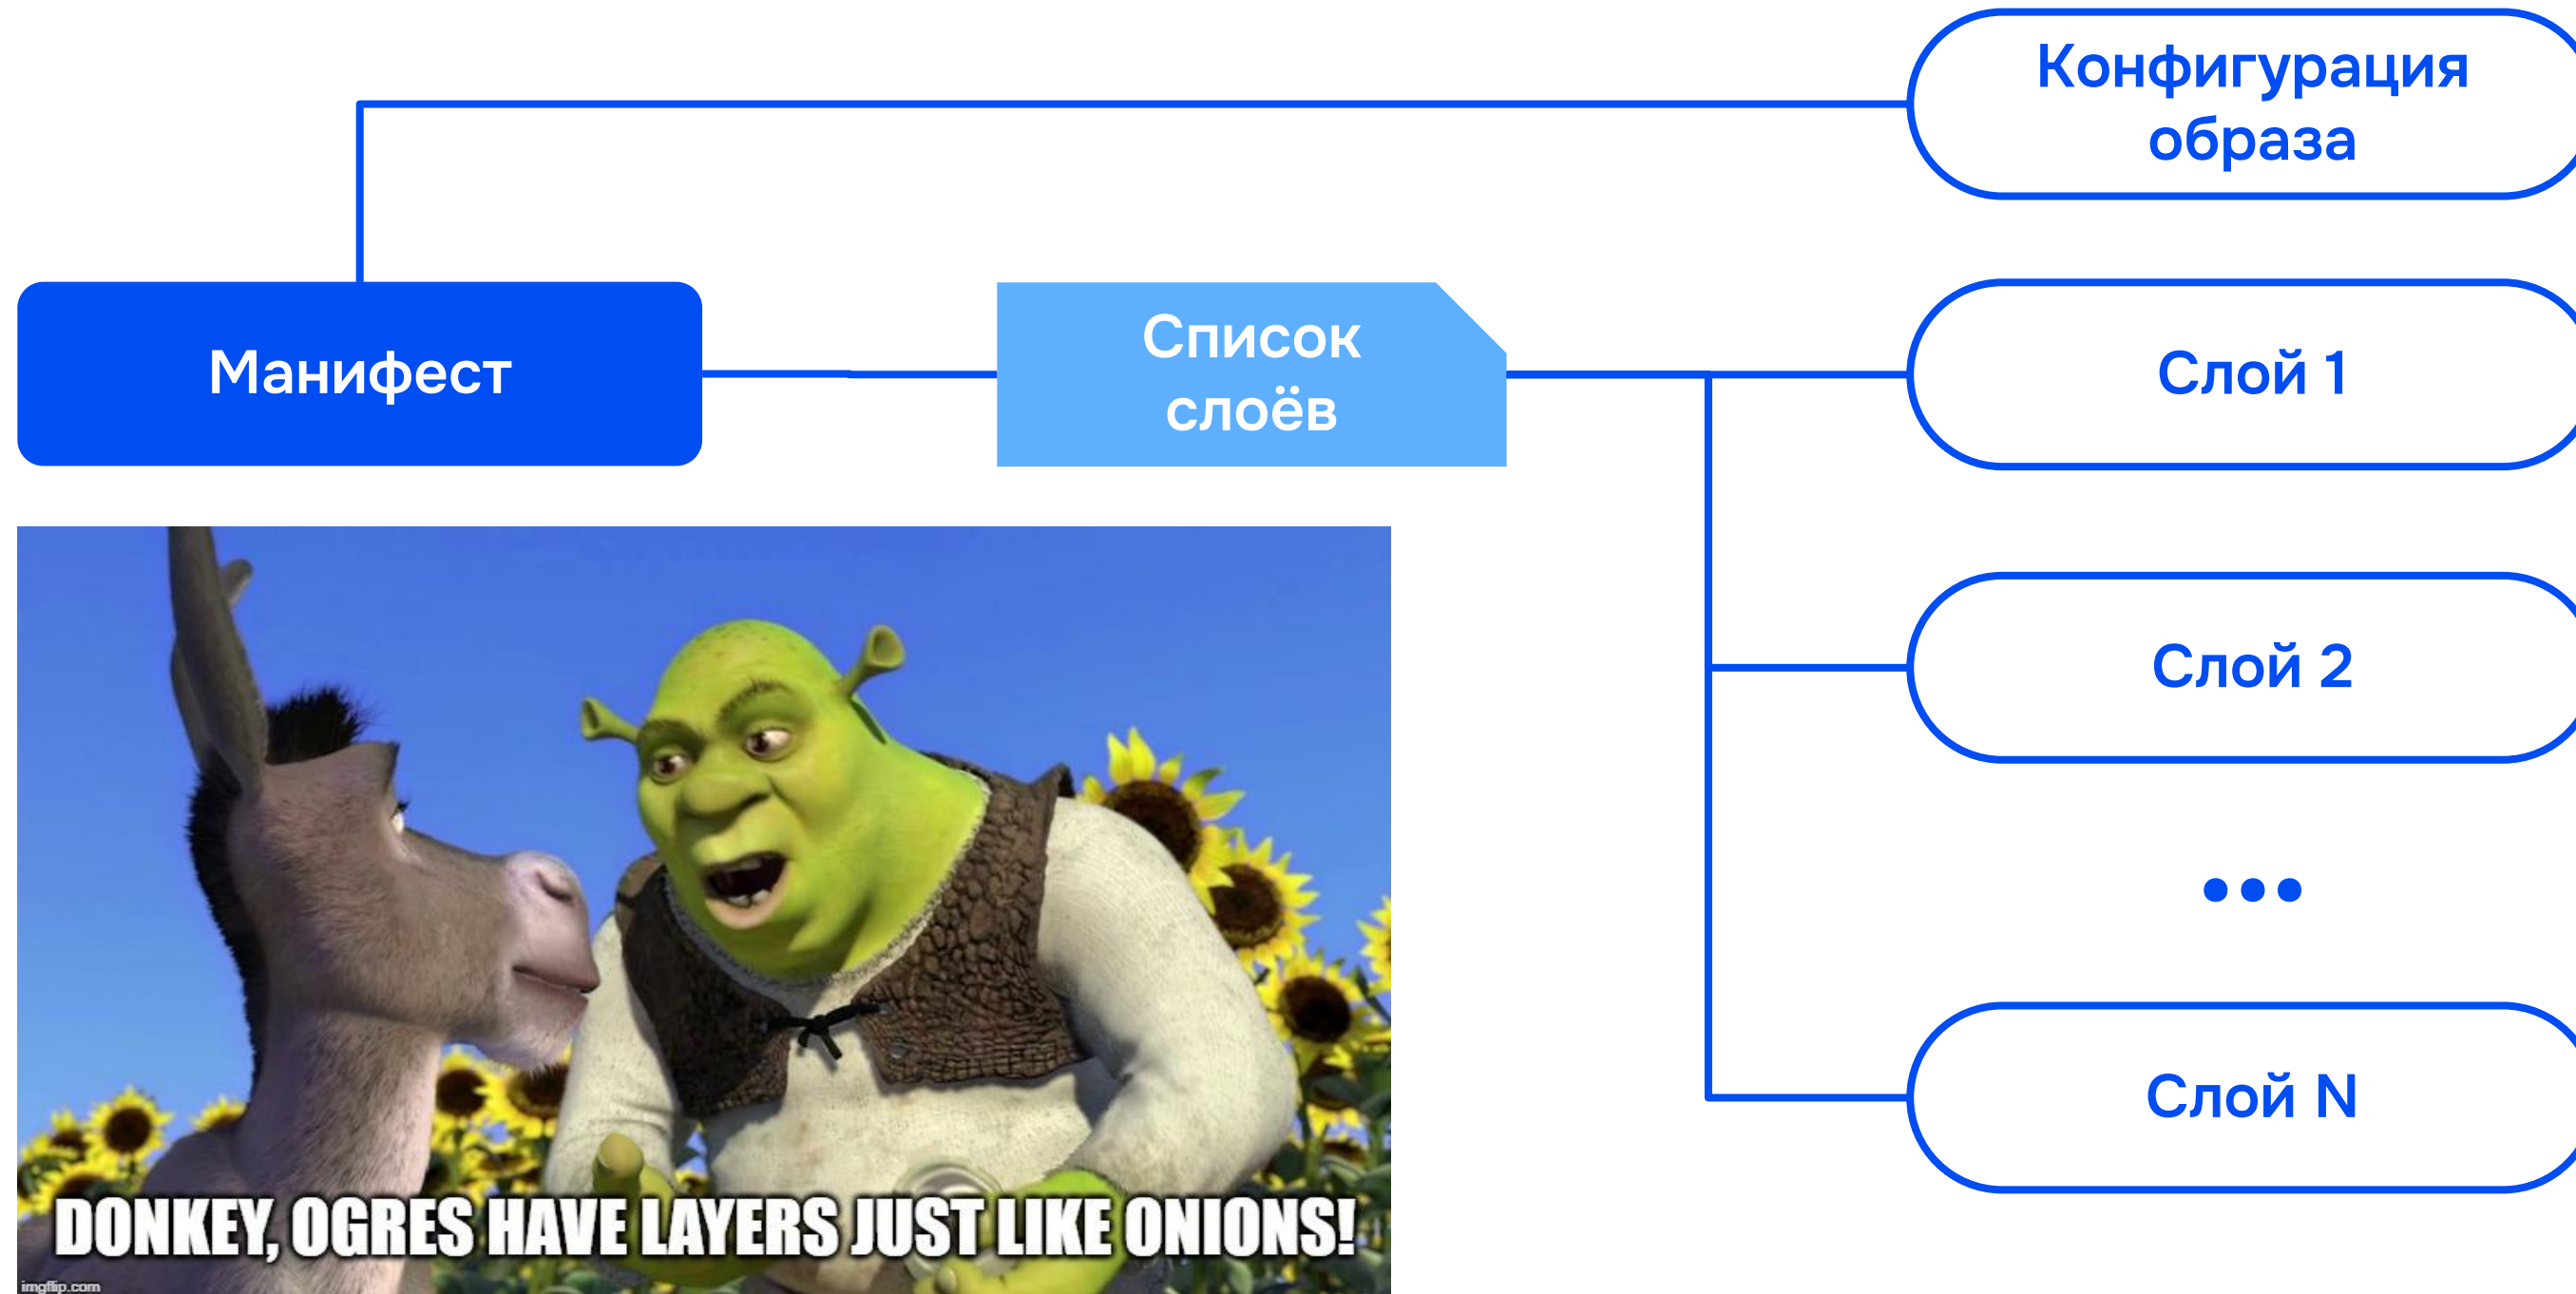 Конфигурация
образа
Манифест
Список
слоёв
Слой 1
Слой 2
Слой N
DONKEY, OGRES HAVE LAYERS JUST LIKE ONIONS!
imgflip.com